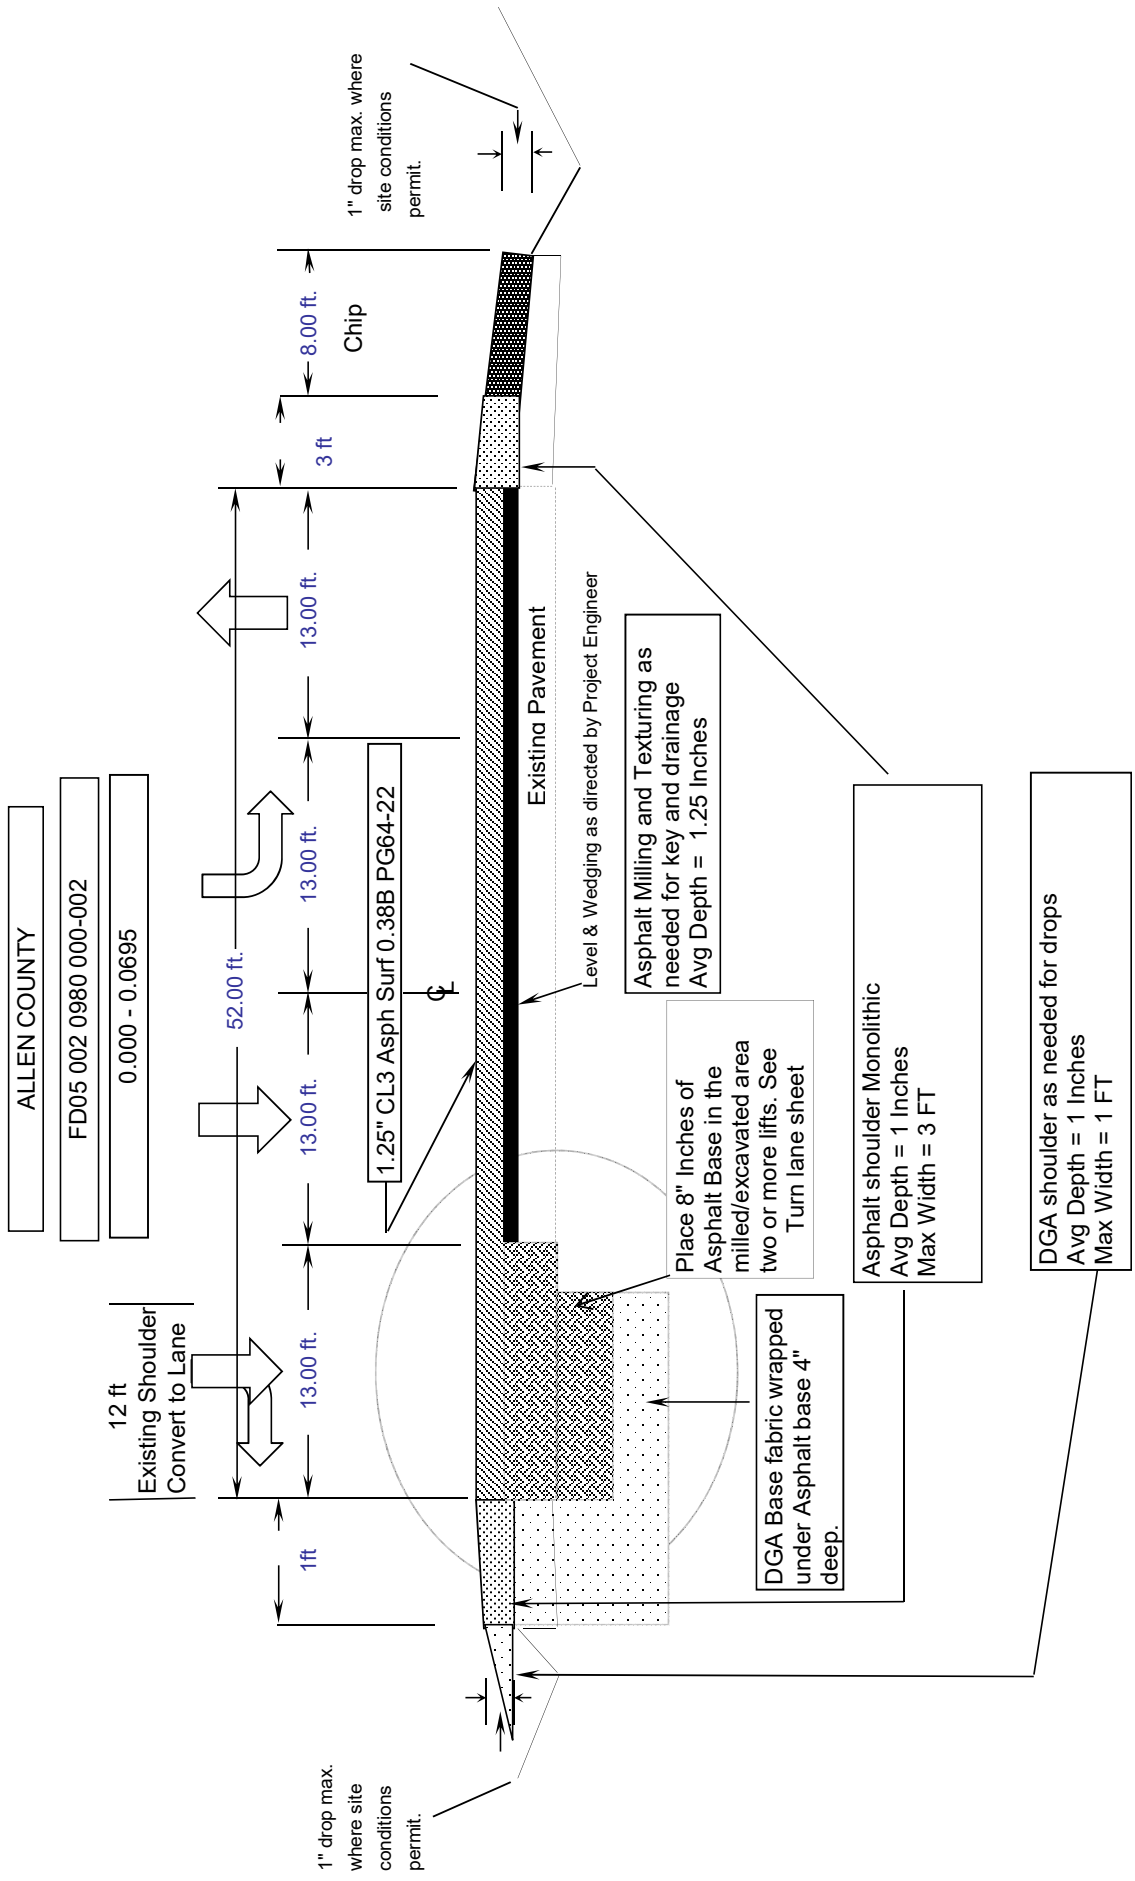 ALLEN COUNTY
FD05 002 0980 000-002
0.000 - 0.0695
12 ft
Existing Shoulder
Convert to Lane
52.00 ft.
1ft
13.00 ft.
13.00 ft.
13.00 ft.
13.00 ft.
3 ft
8.00 ft.
Chip
1" drop max.
where site
conditions
permit.
1" drop max. where
site conditions
permit.
1.25" CL3 Asph Surf 0.38B PG64-22
CL
Existing Pavement
Level & Wedging as directed by Project Engineer
Asphalt Milling and Texturing as
needed for key and drainage
Avg Depth = 1.25 Inches
Place 8" Inches of
Asphalt Base in the
milled/excavated area
two or more lifts. See
Turn lane sheet
DGA Base fabric wrapped
under Asphalt base 4"
deep.
Asphalt shoulder Monolithic
Avg Depth = 1 Inches
Max Width = 3 FT
DGA shoulder as needed for drops
Avg Depth = 1 Inches
Max Width = 1 FT